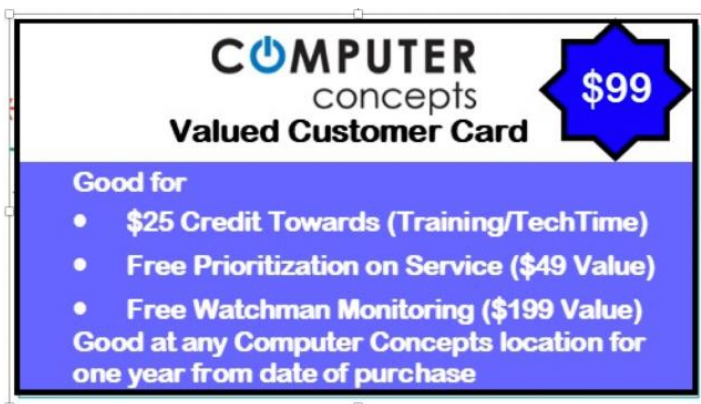 COMPUTER
concepts
$99
Valued Customer Card
Good for
• $25 Credit Towards (Training/TechTime)
• Free Prioritization on Service ($49 Value)
• Free Watchman Monitoring ($199 Value)
Good at any Computer Concepts location for
one year from date of purchase